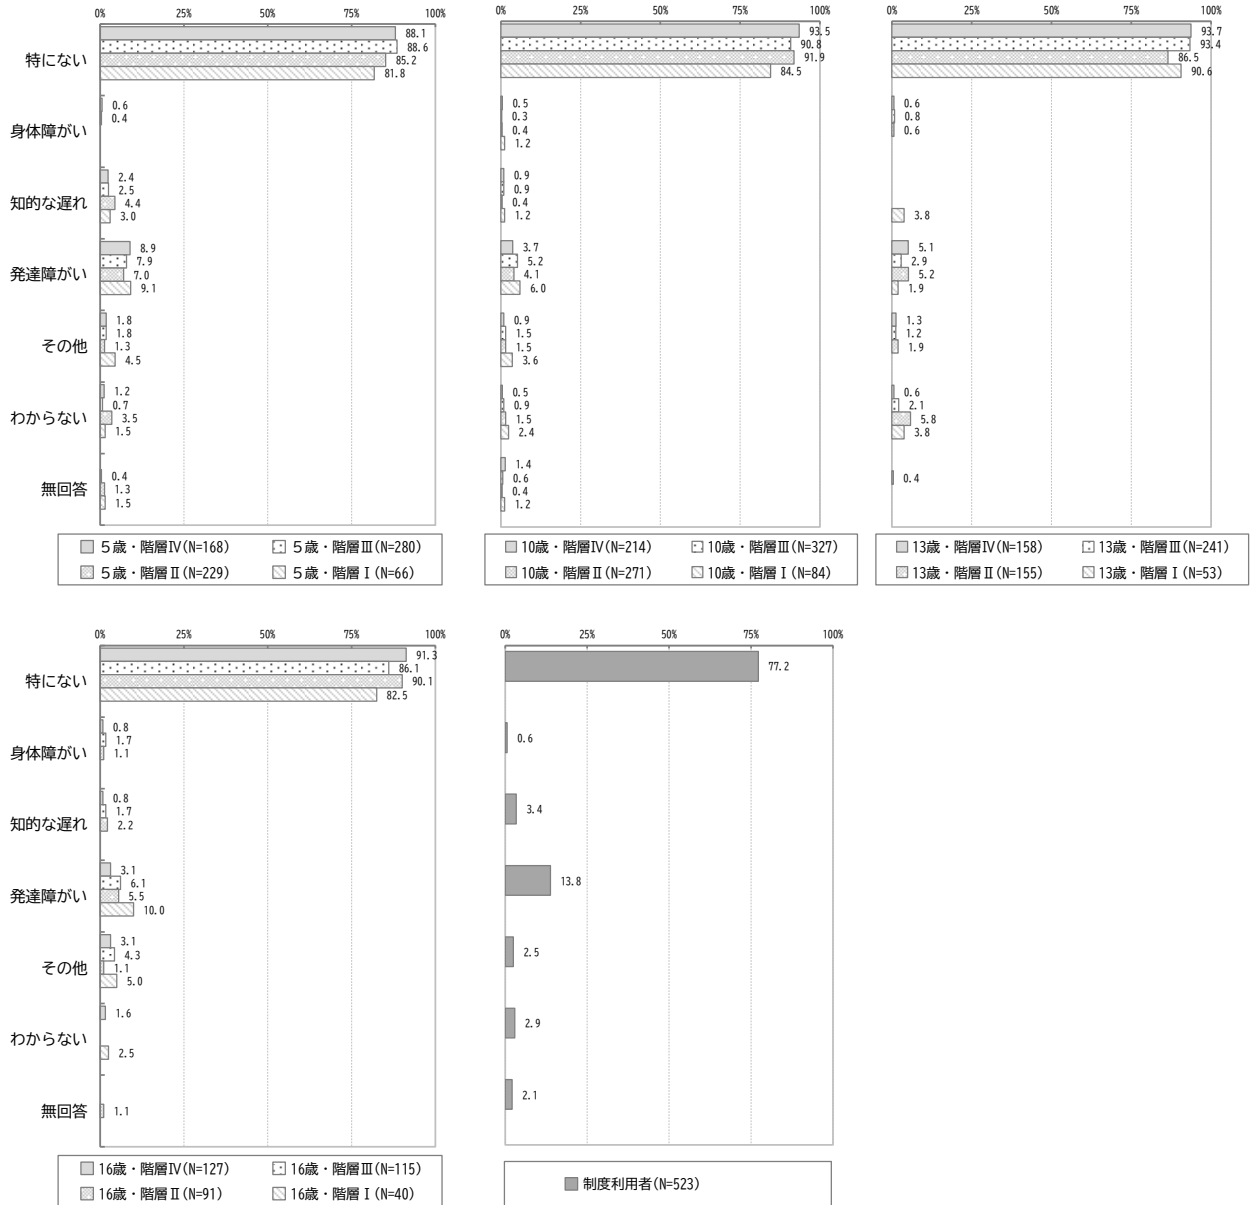 0% 25% 50% 75% 100%
特にない 88.1 88.6 85.2 81.8
身体障がい 0.6 0.4
知的な遅れ 2.4 2.5 4.4 3.0
発達障がい 8.9 7.9 7.0 9.1
その他 1.8 1.8 1.3 4.5
わからない 1.2 0.7 3.5 1.5
無回答 0.4 1.3 1.5
5歳・階層Ⅳ(N=168) 5歳・階層Ⅲ(N=280)
5歳・階層Ⅱ(N=229) 5歳・階層Ⅰ(N=66)
0% 25% 50% 75% 100%
93.5
90.8
91.9
84.5
0.5
0.3
0.4
1.2
0.9
0.9
0.4
1.2
3.7
5.2
4.1
6.0
0.9
1.5
1.5
3.6
0.5
0.9
1.5
2.4
1.4
0.6
0.4
1.2
10歳・階層Ⅳ(N=214) 10歳・階層Ⅲ(N=327)
10歳・階層Ⅱ(N=271) 10歳・階層Ⅰ(N=84)
0% 25% 50% 75% 100%
93.7
93.4
86.5
90.6
0.6
0.8
0.6
3.8
5.1
2.9
5.2
1.9
1.3
1.2
1.9
0.6
2.1
5.8
3.8
0.4
13歳・階層Ⅳ(N=158) 13歳・階層Ⅲ(N=241)
13歳・階層Ⅱ(N=155) 13歳・階層Ⅰ(N=53)
0% 25% 50% 75% 100%
特にない 91.3 86.1 90.1 82.5
身体障がい 0.8 1.7 1.1
知的な遅れ 0.8 1.7 2.2
発達障がい 3.1 6.1 5.5 10.0
その他 3.1 4.3 1.1 5.0
わからない 1.6 2.5
無回答 1.1
16歳・階層Ⅳ(N=127) 16歳・階層Ⅲ(N=115)
16歳・階層Ⅱ(N=91) 16歳・階層Ⅰ(N=40)
0% 25% 50% 75% 100%
77.2
0.6
3.4
13.8
2.5
2.9
2.1
制度利用者(N=523)